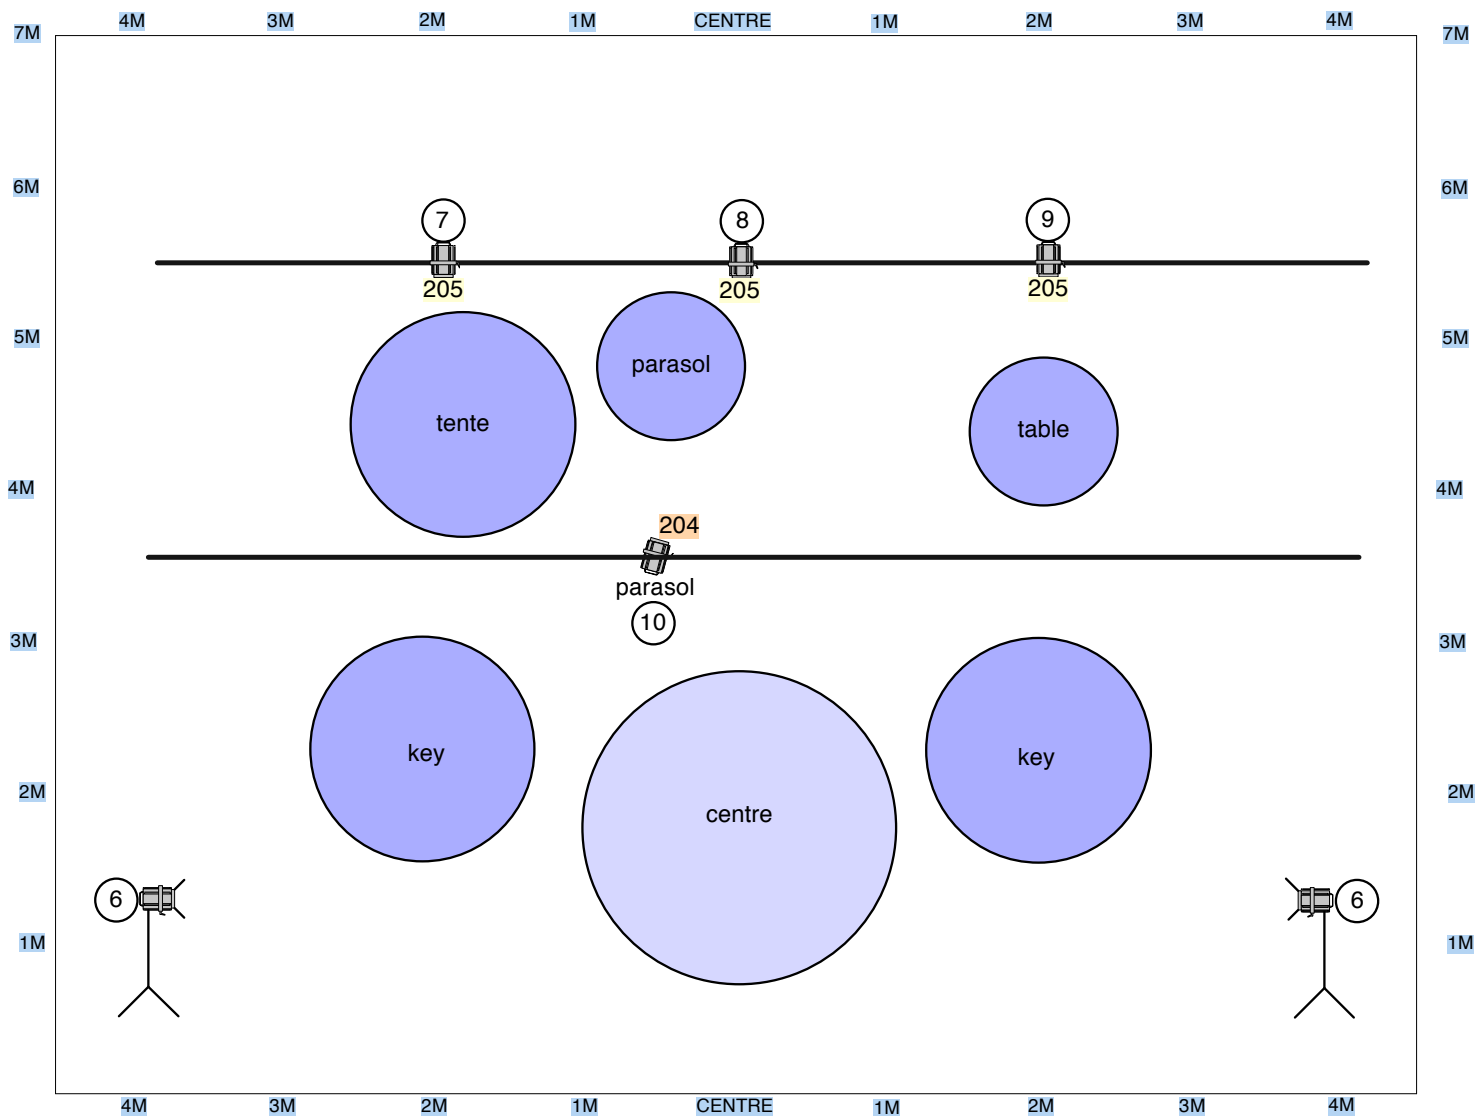 4M 3M 2M 1M CENTRE 1M 2M 3M 4M
7M 7M
6M 6M
7 8 9
205 205 205
5M 5M
parasol
tente table
4M 4M
204
parasol
10
3M 3M
key key
2M 2M
centre
6 6
1M 1M
4M 3M 2M 1M CENTRE 1M 2M 3M 4M